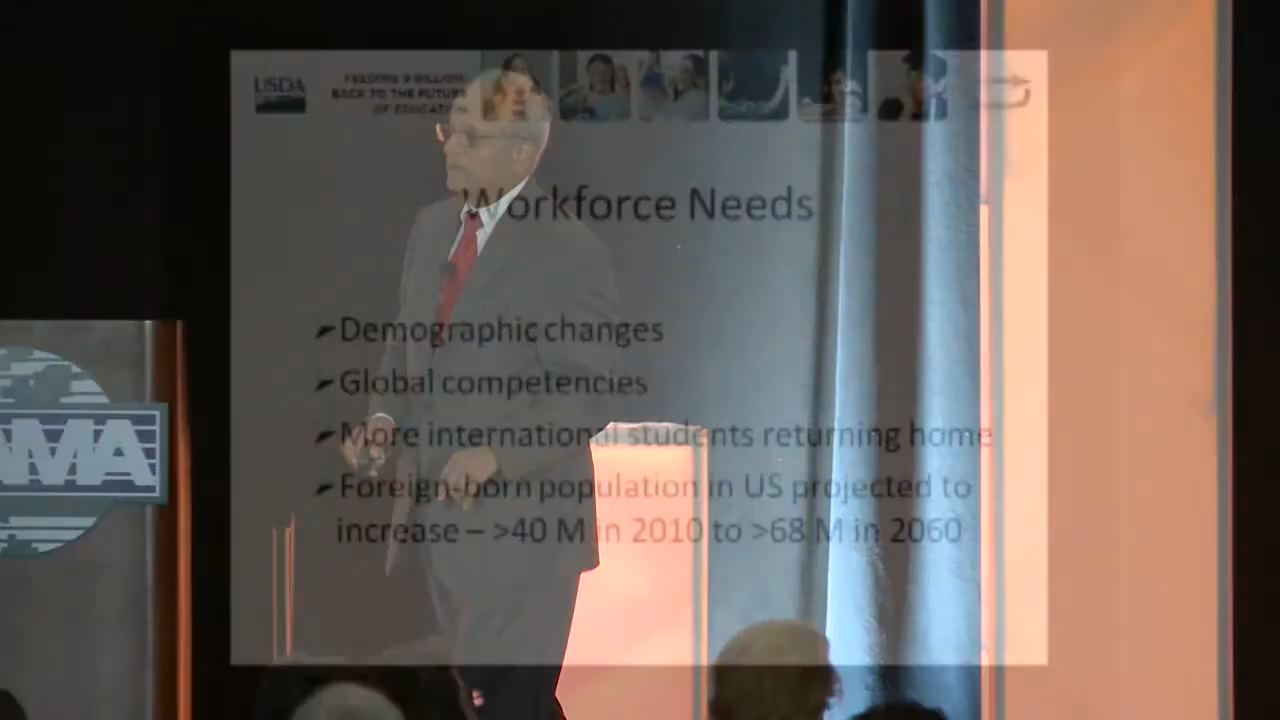 USDA
FEEDING 9 BILLION
BACK TO THE FUTURE
OF EDUCATION
Workforce Needs
Demographic changes
Global competencies
More international students returning home
Foreign-born population in US projected to
increase – >40 M in 2010 to >68 M in 2060
AMA